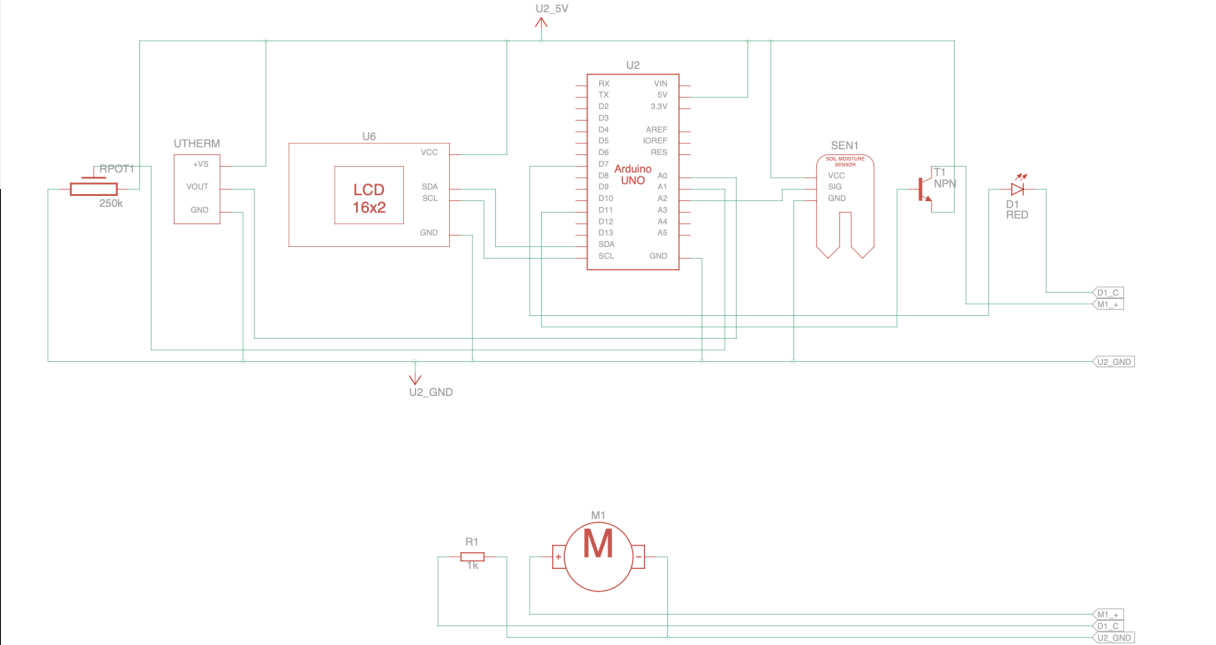 U2_5V
U2
RX
TX
D2
D3
D4
D5
D6
D7
D8
D9
D10
D11
D12
D13
SDA
SCL
VIN
5V
3.3V
AREF
IOREF
RES
A0
A1
A2
A3
A4
A5
GND
Arduino
UNO
RPOT1
250k
UTHERM
+VS
VOUT
GND
U6
VCC
SDA
SCL
GND
LCD
16x2
SEN1
SOIL MOISTURE
SENSOR
VCC
SIG
GND
T1
NPN
D1
RED
D1_C
M1_+
U2_GND
U2_GND
R1
1k
M1
M
+
−
M1_+
D1_C
U2_GND